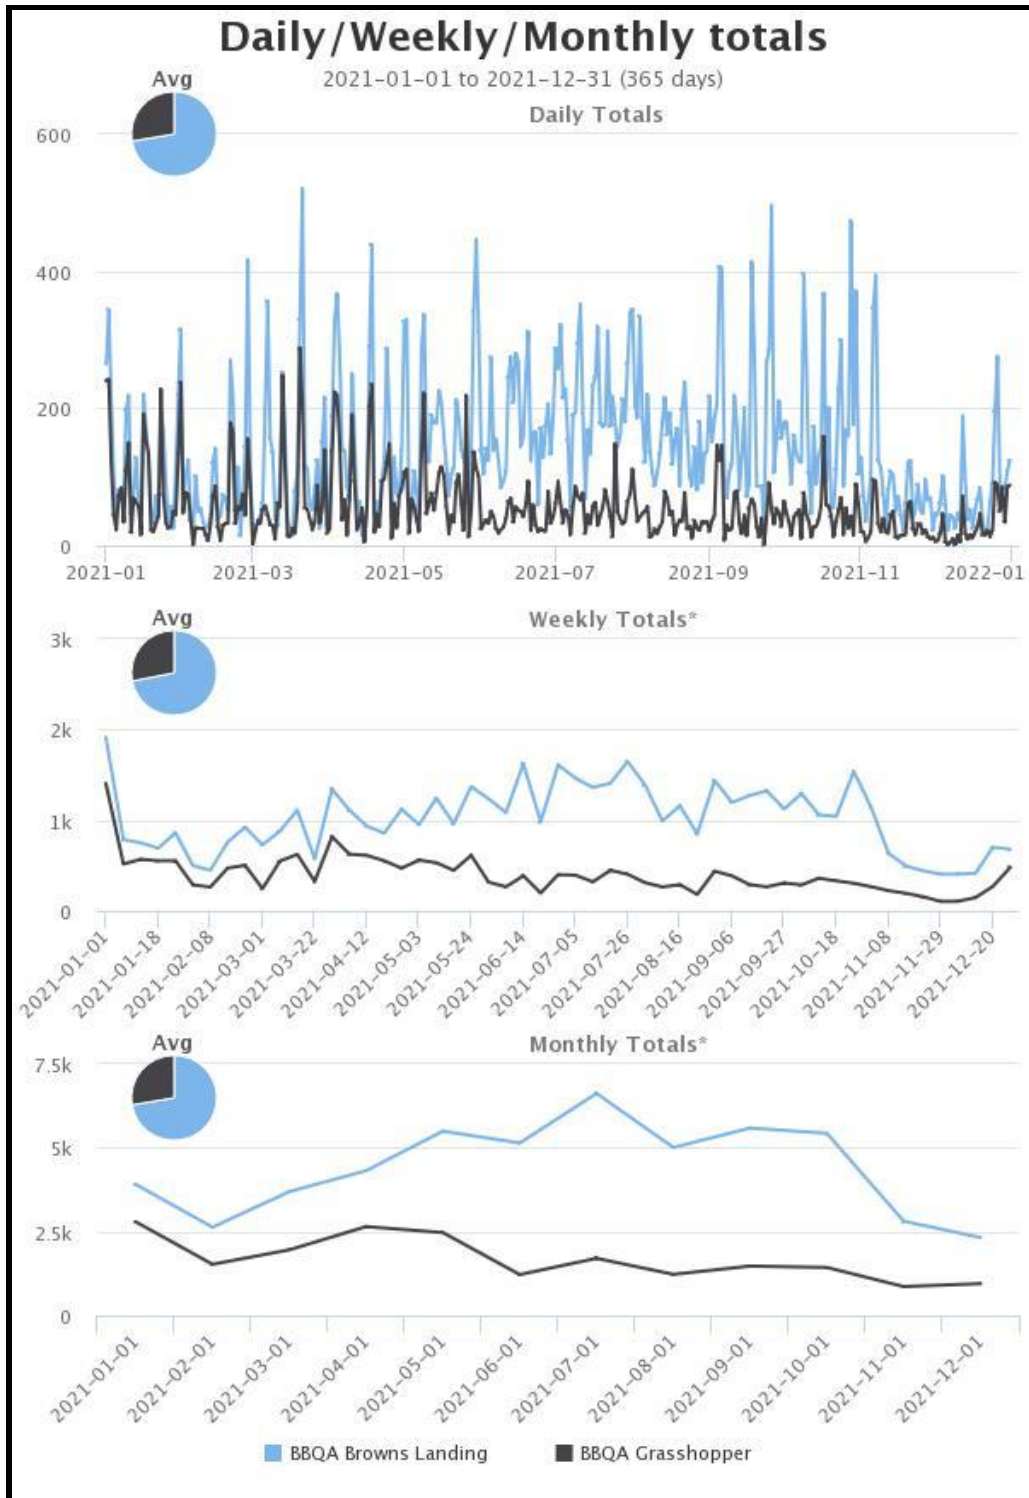 Daily/Weekly/Monthly totals
2021-01-01 to 2021-12-31 (365 days)
Avg
Daily Totals
600
400
200
0
2021-01
2021-03
2021-05
2021-07
2021-09
2021-11
2022-01
Avg
Weekly Totals*
3k
2k
1k
0
2021-01-01
2021-01-18
2021-02-08
2021-03-01
2021-03-22
2021-04-12
2021-05-03
2021-05-24
2021-06-14
2021-07-05
2021-07-26
2021-08-16
2021-09-06
2021-09-27
2021-10-18
2021-11-08
2021-11-29
2021-12-20
Avg
Monthly Totals*
7.5k
5k
2.5k
0
2021-01-01
2021-02-01
2021-03-01
2021-04-01
2021-05-01
2021-06-01
2021-07-01
2021-08-01
2021-09-01
2021-10-01
2021-11-01
2021-12-01
BBQA Browns Landing
BBQA Grasshopper